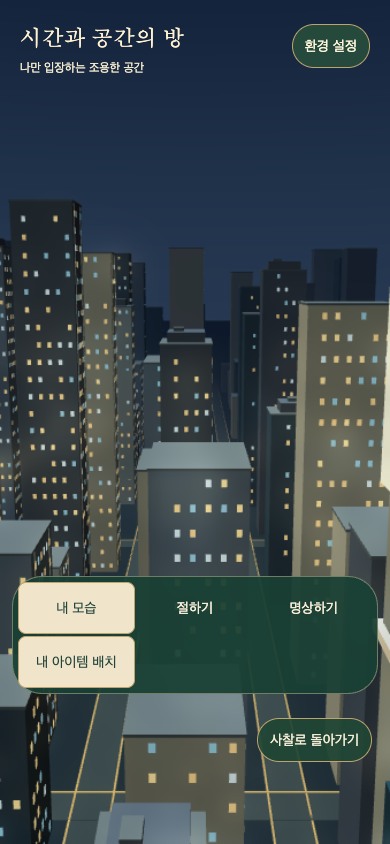 시간과 공간의 방
나만 입장하는 조용한 공간
환경 설정
내 모습
절하기
명상하기
내 아이템 배치
사찰로 돌아가기